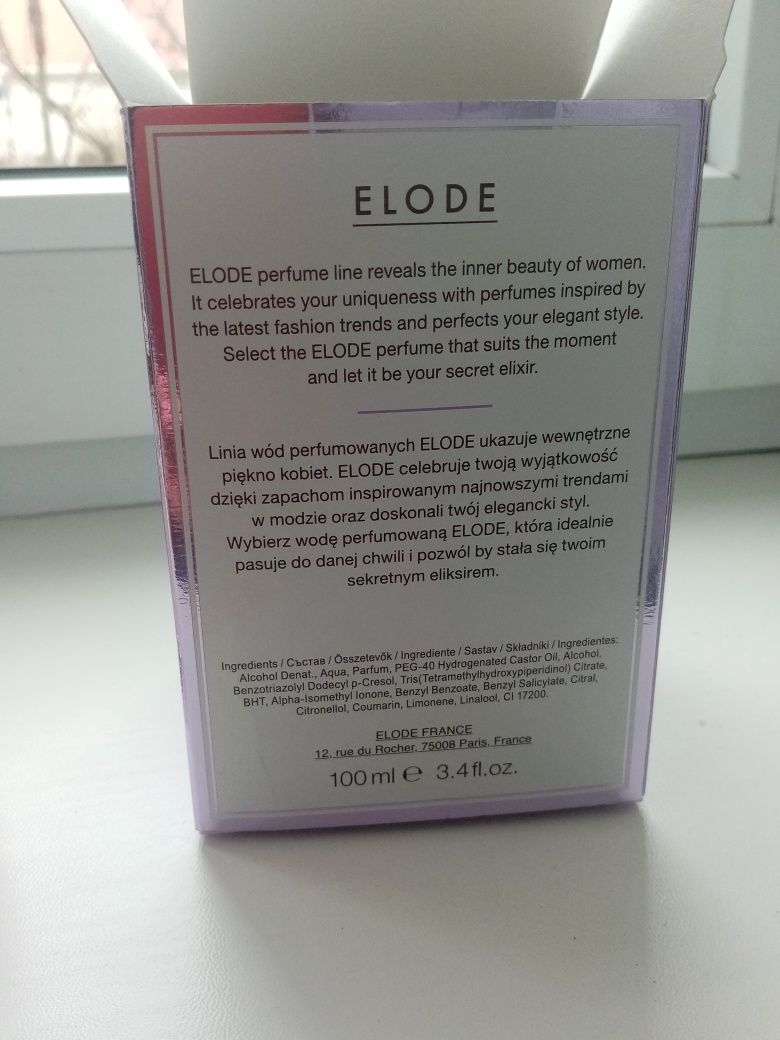 ELODE
ELODE perfume line reveals the inner beauty of women.
It celebrates your uniqueness with perfumes inspired by
the latest fashion trends and perfects your elegant style.
Select the ELODE perfume that suits the moment
and let it be your secret elixir.
Linia wód perfumowanych ELODE ukazuje wewnętrzne
piękno kobiet. ELODE celebruje twoją wyjątkowość
dzięki zapachom inspirowanym najnowszymi trendami
w modzie oraz doskonali twój elegancki styl.
Wybierz wodę perfumowaną ELODE, która idealnie
pasuje do danej chwili i pozwól by stała się twoim
sekretnym eliksirem.
Ingredients / Състав / Összetevők / Ingrediente / Sastav / Składniki / Ingredientes:
Alcohol Denat., Aqua, Parfum, PEG-40 Hydrogenated Castor Oil, Alcohol,
Benzotriazolyl Dodecyl p-Cresol, Tris(Tetramethylhydroxypiperidinol) Citrate,
BHT, Alpha-Isomethyl Ionone, Benzyl Benzoate, Benzyl Salicylate, Citral,
Citronellol, Coumarin, Limonene, Linalool, CI 17200.
ELODE FRANCE
12, rue du Rocher, 75008 Paris, France
100 ml ℮ 3.4 fl.oz.